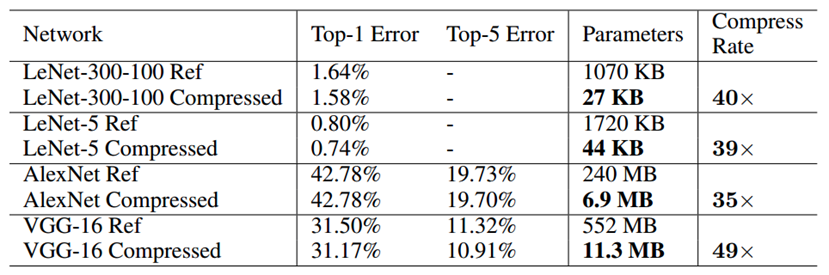 Network Top-1 Error Top-5 Error Parameters Compress Rate
LeNet-300-100 Ref 1.64% - 1070 KB
LeNet-300-100 Compressed 1.58% - 27 KB 40×
LeNet-5 Ref 0.80% - 1720 KB
LeNet-5 Compressed 0.74% - 44 KB 39×
AlexNet Ref 42.78% 19.73% 240 MB
AlexNet Compressed 42.78% 19.70% 6.9 MB 35×
VGG-16 Ref 31.50% 11.32% 552 MB
VGG-16 Compressed 31.17% 10.91% 11.3 MB 49×